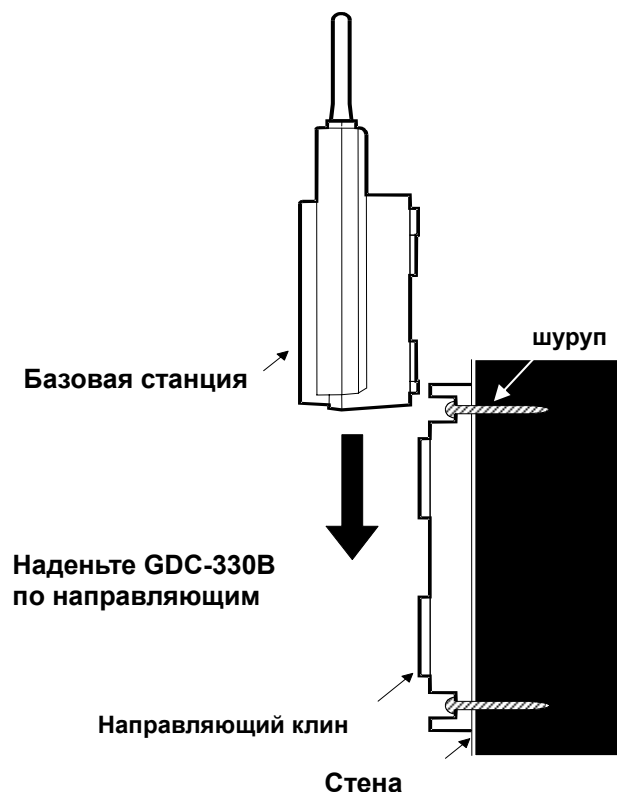 шуруп
Базовая станция
Наденьте GDC-330B
по направляющим
Направляющий клин
Стена